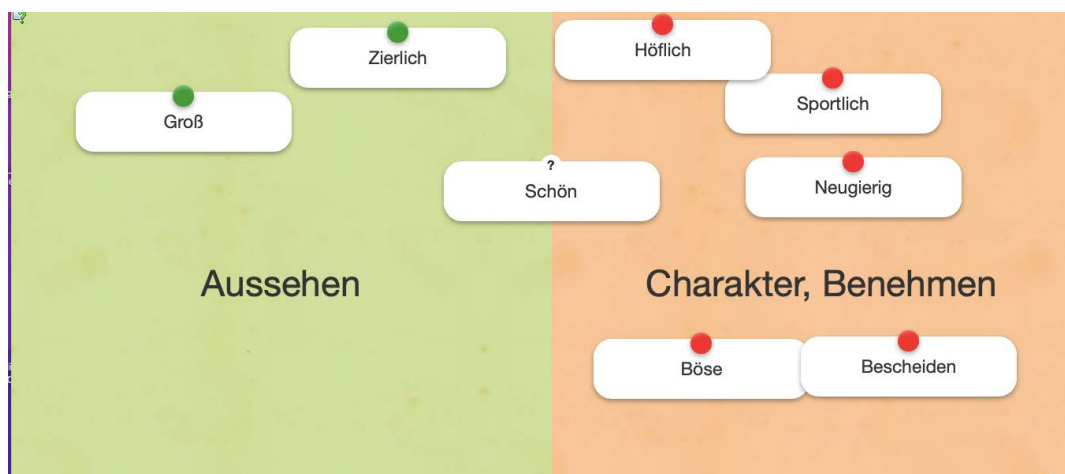 Zierlich
Höflich
Sportlich
Groß
?
Schön
Neugierig
Aussehen
Charakter, Benehmen
Böse
Bescheiden